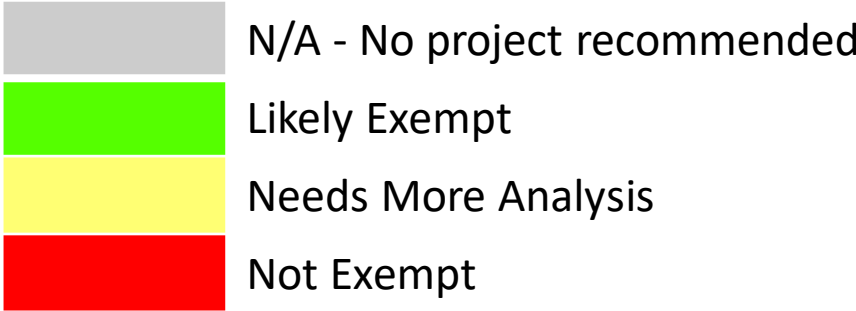 N/A - No project recommended
Likely Exempt
Needs More Analysis
Not Exempt